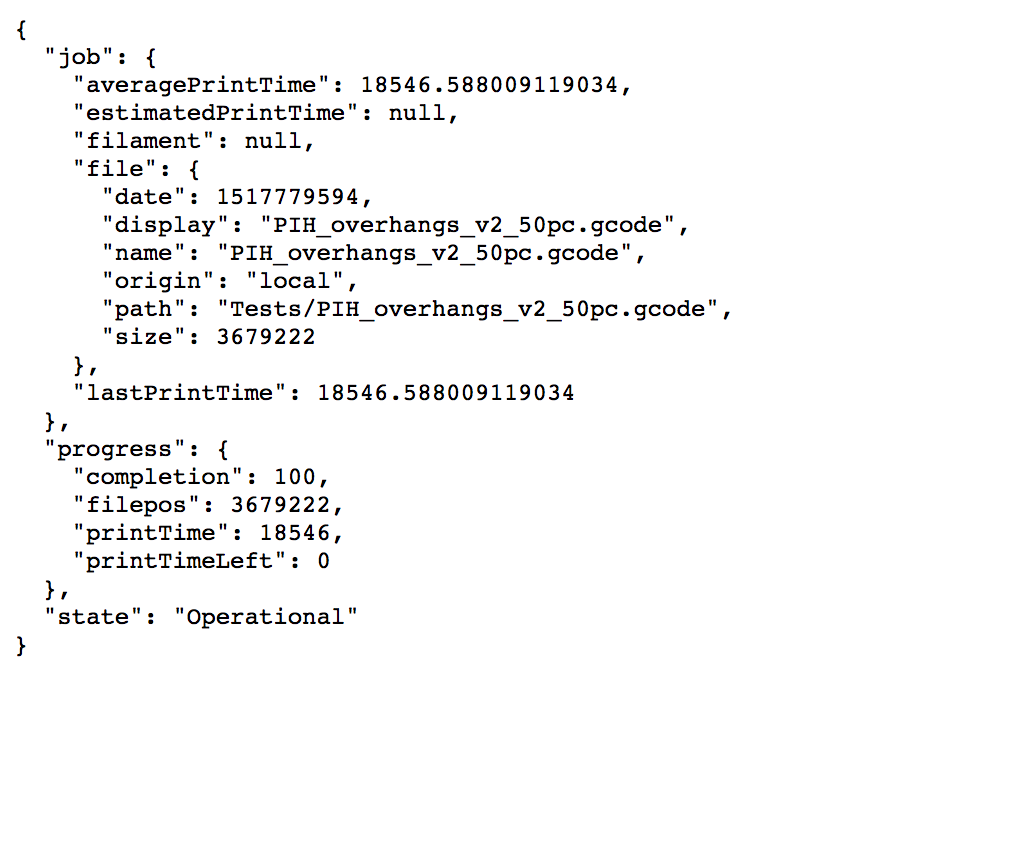 {
  "job": {
    "averagePrintTime": 18546.588009119034,
    "estimatedPrintTime": null,
    "filament": null,
    "file": {
      "date": 1517779594,
      "display": "PIH_overhangs_v2_50pc.gcode",
      "name": "PIH_overhangs_v2_50pc.gcode",
      "origin": "local",
      "path": "Tests/PIH_overhangs_v2_50pc.gcode",
      "size": 3679222
    },
    "lastPrintTime": 18546.588009119034
  },
  "progress": {
    "completion": 100,
    "filepos": 3679222,
    "printTime": 18546,
    "printTimeLeft": 0
  },
  "state": "Operational"
}